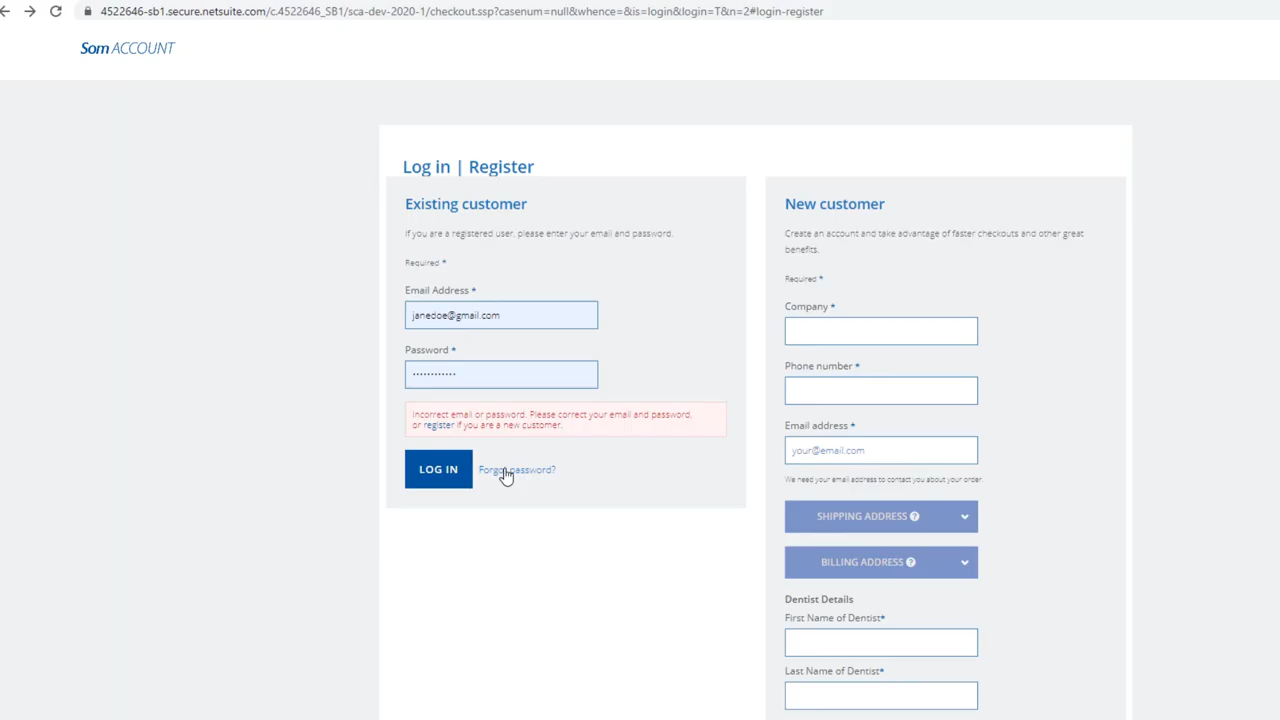 4522646-sb1.secure.netsuite.com/c.4522646_SB1/sca-dev-2020-1/checkout.ssp?casenum=null&whence=&is=login&login=T&n=2#login-register
Som ACCOUNT
Log in | Register
Existing customer
If you are a registered user, please enter your email and password.
Required *
Email Address *
janedoe@gmail.com
Password *
............
Incorrect email or password. Please correct your email and password,
or register if you are a new customer.
LOG IN
Forgot password?
New customer
Create an account and take advantage of faster checkouts and other great
benefits.
Required *
Company *
Phone number *
Email address *
your@email.com
We need your email address to contact you about your order.
SHIPPING ADDRESS ?
BILLING ADDRESS ?
Dentist Details
First Name of Dentist*
Last Name of Dentist*